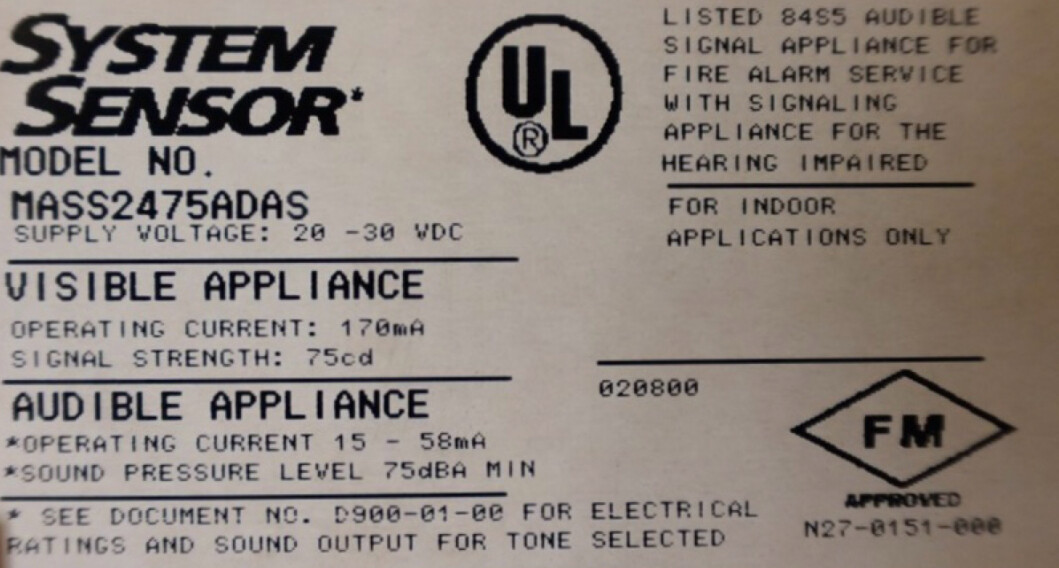 SYSTEM
SENSOR*
MODEL NO.
MASS2475ADAS
SUPPLY VOLTAGE: 20 -30 VDC
VISIBLE APPLIANCE
OPERATING CURRENT: 170mA
SIGNAL STRENGTH: 75cd
AUDIBLE APPLIANCE
*OPERATING CURRENT 15 - 58mA
*SOUND PRESSURE LEVEL 75dBA MIN
* SEE DOCUMENT NO. D900-01-00 FOR ELECTRICAL
RATINGS AND SOUND OUTPUT FOR TONE SELECTED
UL
®
LISTED 84S5 AUDIBLE
SIGNAL APPLIANCE FOR
FIRE ALARM SERVICE
WITH SIGNALING
APPLIANCE FOR THE
HEARING IMPAIRED
FOR INDOOR
APPLICATIONS ONLY
020800
FM
APPROVED
N27-0151-000